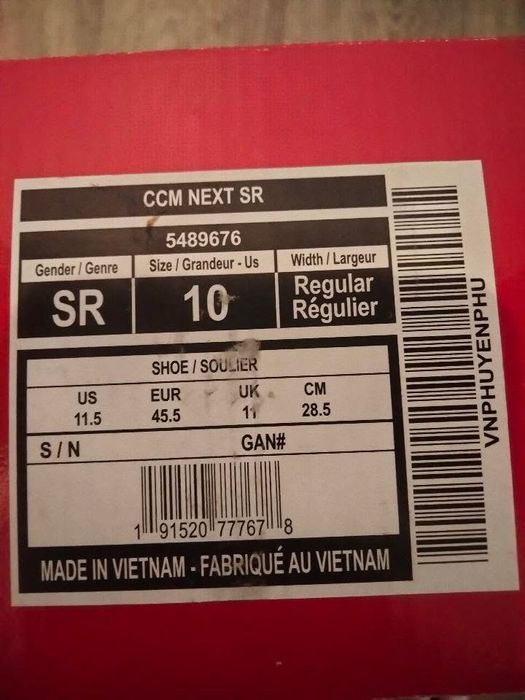 CCM NEXT SR
5489676
Gender / Genre
Size / Grandeur - Us
Width / Largeur
SR
10
Regular
Régulier
SHOE / SOULIER
US EUR UK CM
11.5 45.5 11 28.5
S / N GAN#
1 91520 77767 8
MADE IN VIETNAM - FABRIQUÉ AU VIETNAM
VNPHUYENPHU